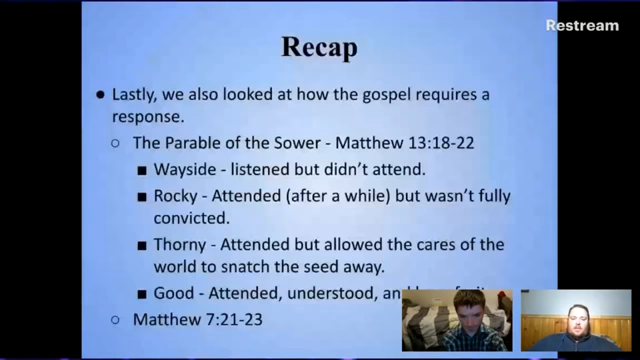 Restream
Recap
● Lastly, we also looked at how the gospel requires a
response.
○ The Parable of the Sower - Matthew 13:18-22
■ Wayside - listened but didn't attend.
■ Rocky - Attended (after a while) but wasn't fully
convicted.
■ Thorny - Attended but allowed the cares of the
world to snatch the seed away.
■ Good - Attended, understood, and
○ Matthew 7:21-23